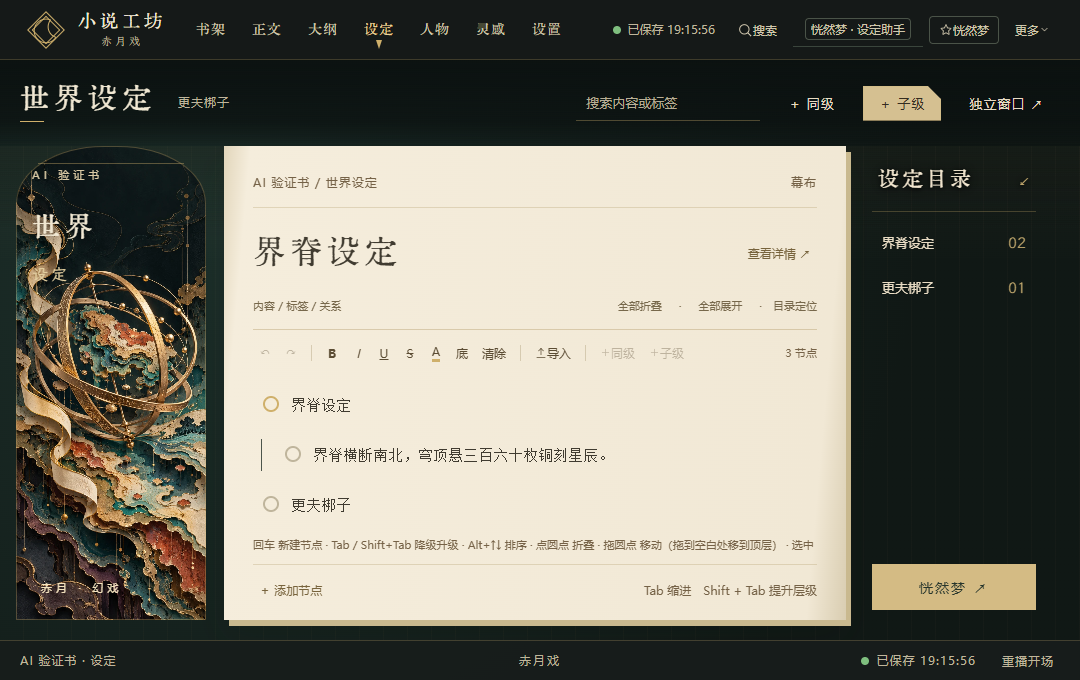 小说工坊
赤月戏
书架 正文 大纲 设定 人物 灵感 设置
已保存 19:15:56 搜索 恍然梦 · 设定助手 ☆恍然梦 更多
世界设定 更夫梆子
搜索内容或标签 + 同级 + 子级 独立窗口 ↗
AI 验证书
世界
设定
赤月 · 幻戏
AI 验证书 / 世界设定 幕布
界脊设定 查看详情 ↗
内容 / 标签 / 关系 全部折叠 · 全部展开 · 目录定位
↶ ↷ B I U S A 底 清除 ↥导入 +同级 +子级 3 节点
界脊设定
界脊横断南北，穹顶悬三百六十枚铜刻星辰。
更夫梆子
回车 新建节点 · Tab / Shift+Tab 降级升级 · Alt+↑↓ 排序 · 点圆点 折叠 · 拖圆点 移动（拖到空白处移到顶层） · 选中
+ 添加节点 Tab 缩进 Shift + Tab 提升层级
设定目录 ↙
界脊设定 02
更夫梆子 01
恍然梦 ↗
AI 验证书 · 设定 赤月戏 已保存 19:15:56 重播开场